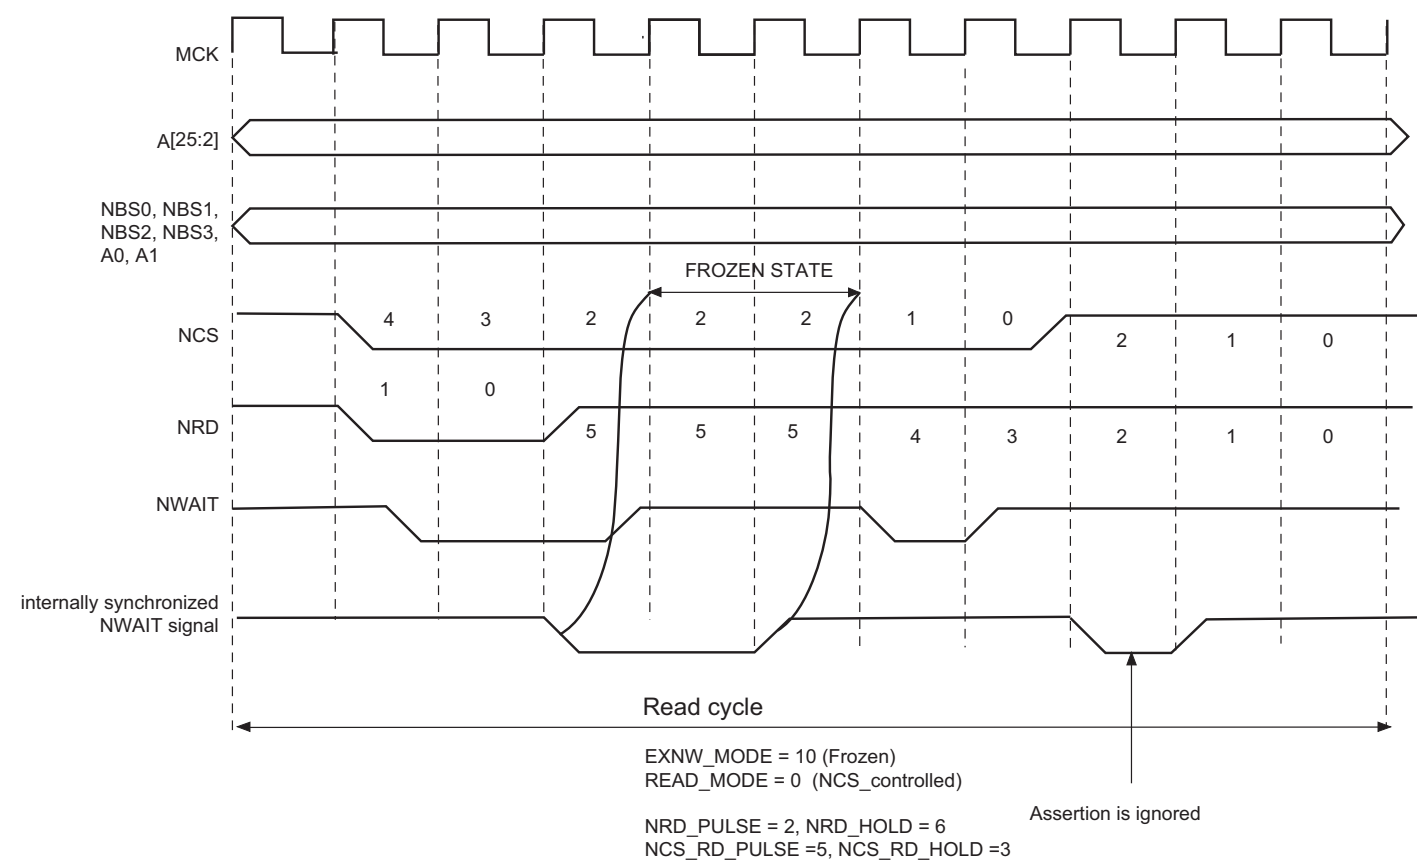 MCK
A[25:2]
NBS0, NBS1,
NBS2, NBS3,
A0, A1
FROZEN STATE
4 3 2 2 2 1 0
NCS
2 1 0
1 0
NRD
5 5 5 4 3 2 1 0
NWAIT
internally synchronized
NWAIT signal
Read cycle
EXNW_MODE = 10 (Frozen)
READ_MODE = 0 (NCS_controlled)
Assertion is ignored
NRD_PULSE = 2, NRD_HOLD = 6
NCS_RD_PULSE =5, NCS_RD_HOLD =3